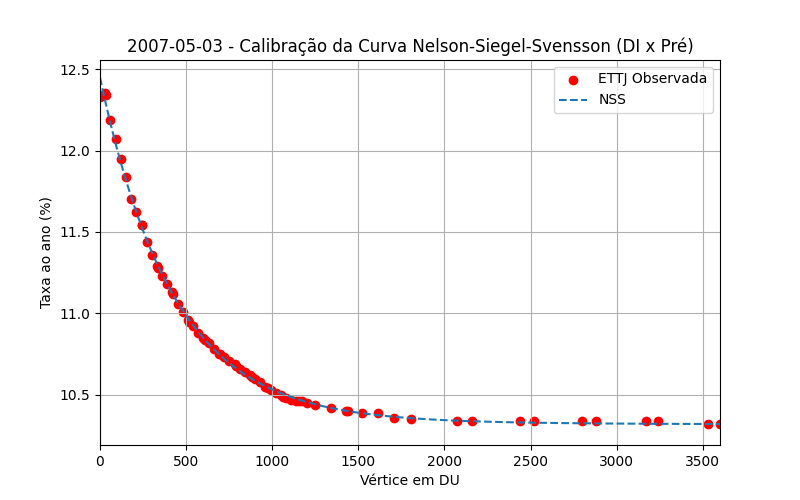 2007-05-03 - Calibração da Curva Nelson-Siegel-Svensson (DI x Pré)
12.5
12.0
11.5
11.0
10.5
Taxa ao ano (%)
ETTJ Observada
NSS
0 500 1000 1500 2000 2500 3000 3500
Vértice em DU